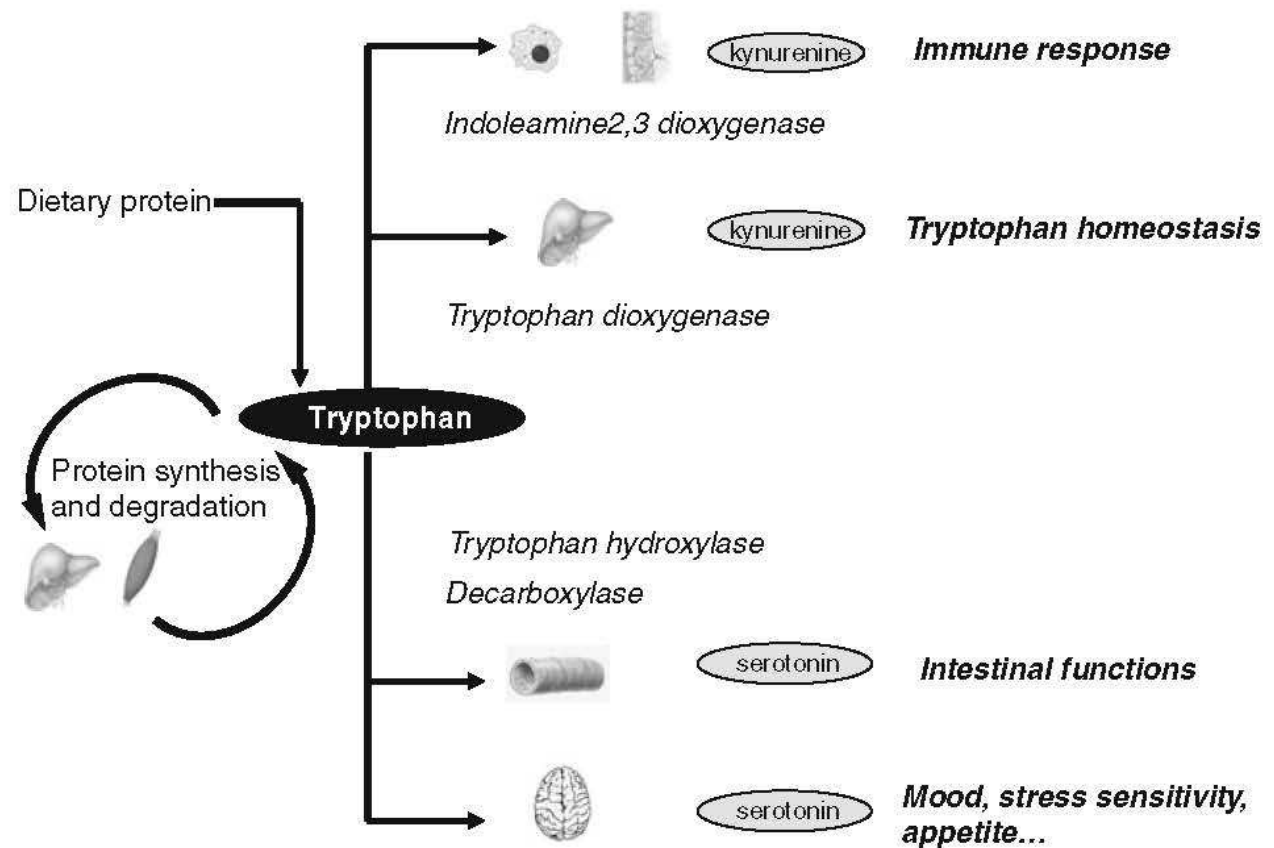 kynurenine
Immune response
Indoleamine2,3 dioxygenase
Dietary protein
kynurenine
Tryptophan homeostasis
Tryptophan dioxygenase
Tryptophan
Protein synthesis
and degradation
Tryptophan hydroxylase
Decarboxylase
serotonin
Intestinal functions
serotonin
Mood, stress sensitivity,
appetite...